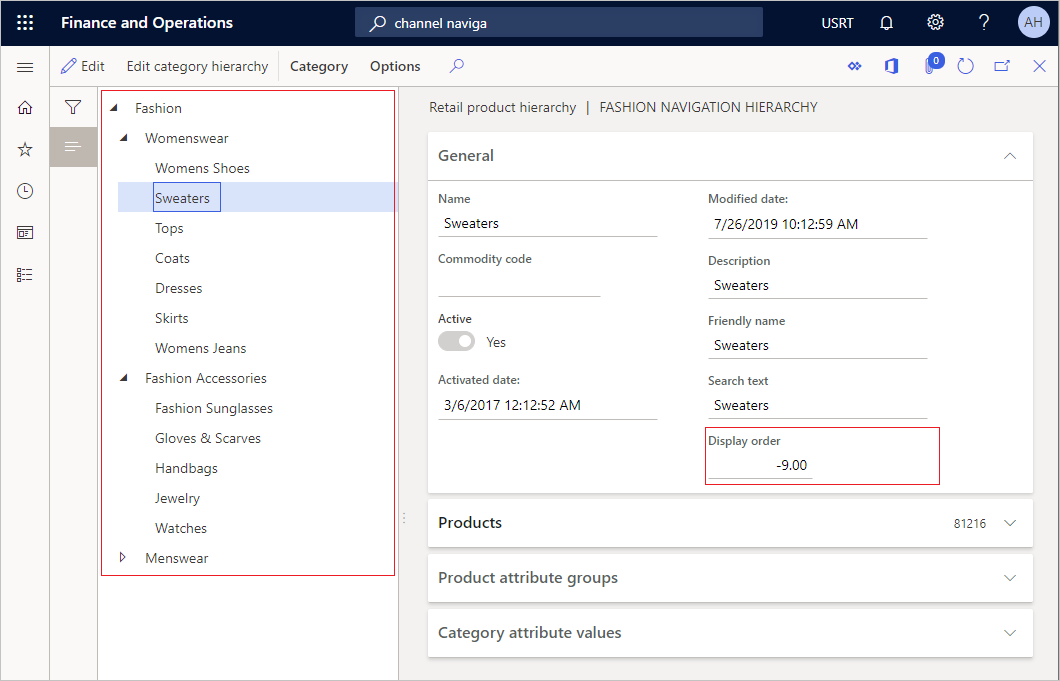 Finance and Operations
channel naviga
USRT
?
AH
Edit
Edit category hierarchy
Category
Options
0
Fashion
Womenswear
Womens Shoes
Sweaters
Tops
Coats
Dresses
Skirts
Womens Jeans
Fashion Accessories
Fashion Sunglasses
Gloves & Scarves
Handbags
Jewelry
Watches
Menswear
Retail product hierarchy | FASHION NAVIGATION HIERARCHY
General
Name
Sweaters
Commodity code
Active
Yes
Activated date:
3/6/2017 12:12:52 AM
Modified date:
7/26/2019 10:12:59 AM
Description
Sweaters
Friendly name
Sweaters
Search text
Sweaters
Display order
-9.00
Products 81216
Product attribute groups
Category attribute values